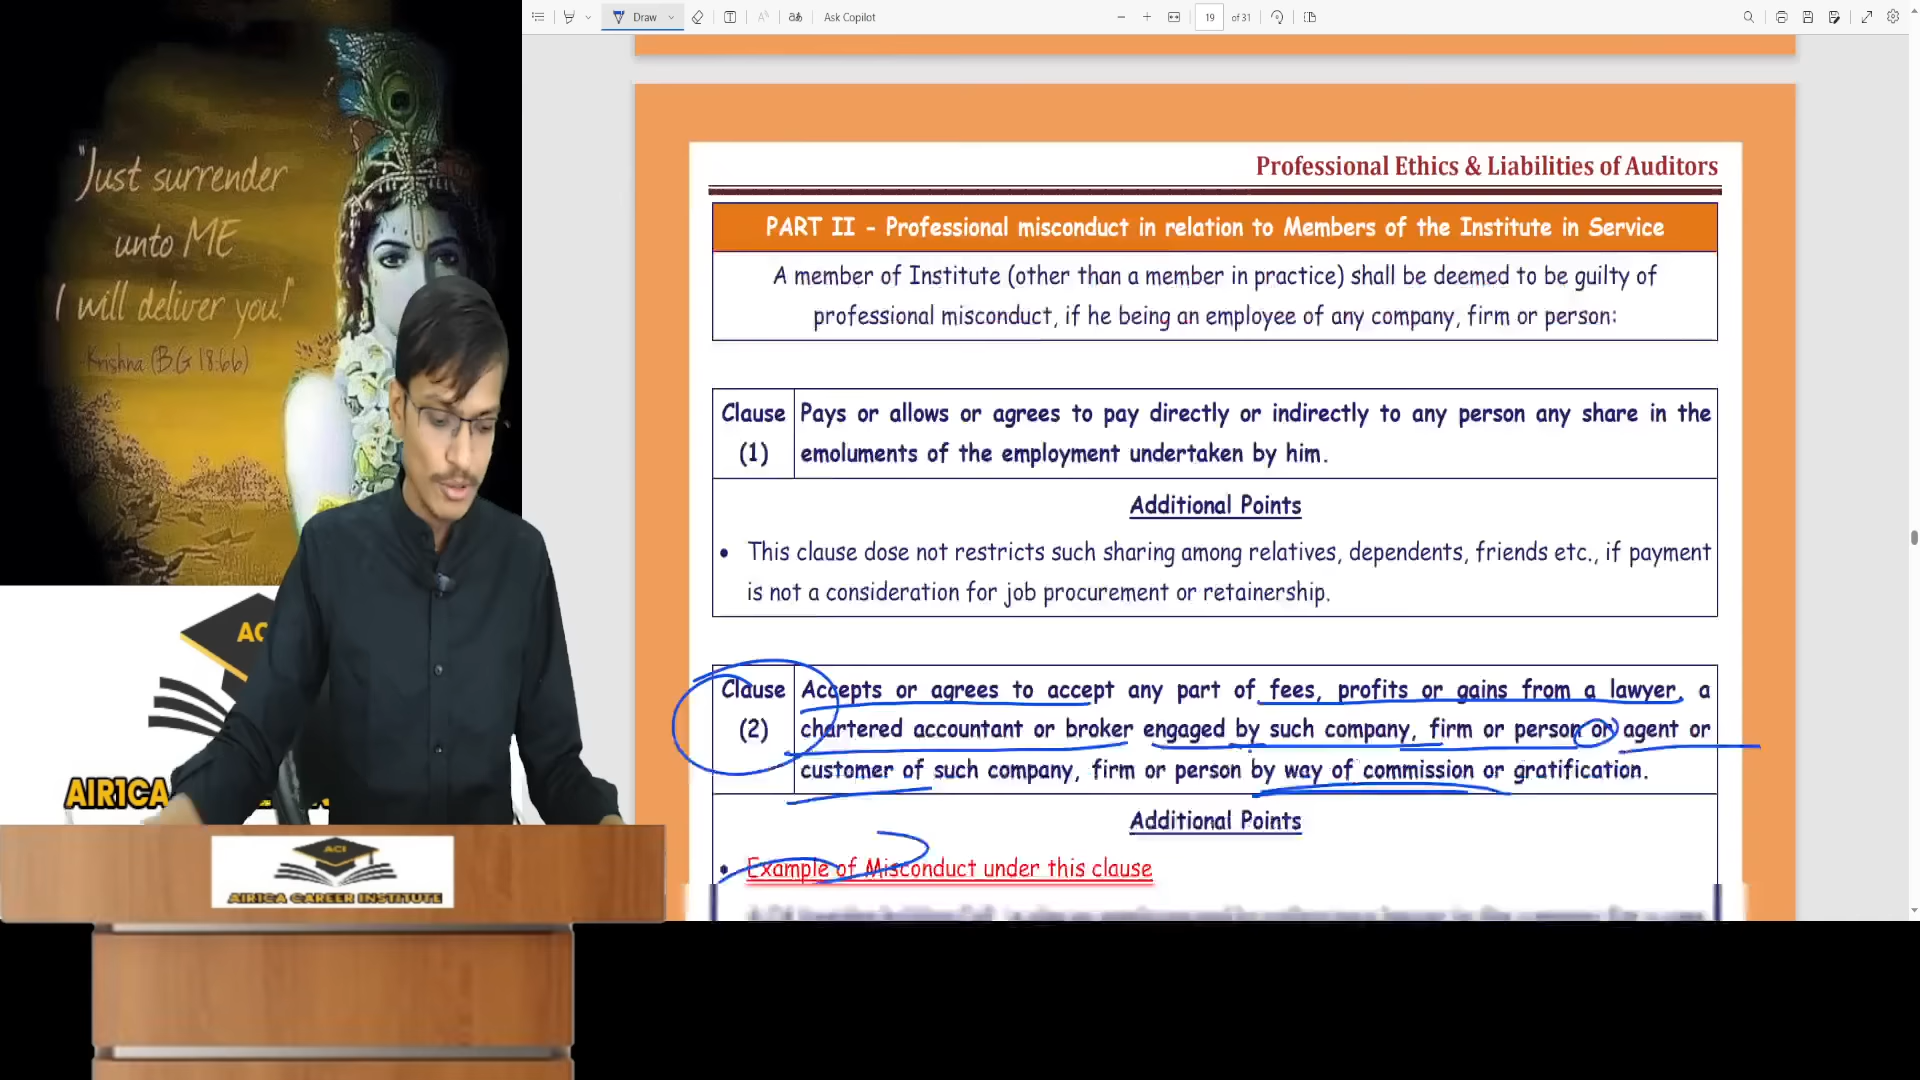 Draw
Ask Copilot
19 of 31
"Just surrender
unto ME
I will deliver you!"
-Krishna (B.G 18:66)
Professional Ethics & Liabilities of Auditors
PART II - Professional misconduct in relation to Members of the Institute in Service
A member of Institute (other than a member in practice) shall be deemed to be guilty of
professional misconduct, if he being an employee of any company, firm or person:
Clause
(1)
Pays or allows or agrees to pay directly or indirectly to any person any share in the
emoluments of the employment undertaken by him.
Additional Points
• This clause dose not restricts such sharing among relatives, dependents, friends etc., if payment
is not a consideration for job procurement or retainership.
Clause
(2)
Accepts or agrees to accept any part of fees, profits or gains from a lawyer, a
chartered accountant or broker engaged by such company, firm or person or agent or
customer of such company, firm or person by way of commission or gratification.
Additional Points
• Example of Misconduct under this clause
AC
AIR1CA
ACI
AIR1CA CAREER INSTITUTE